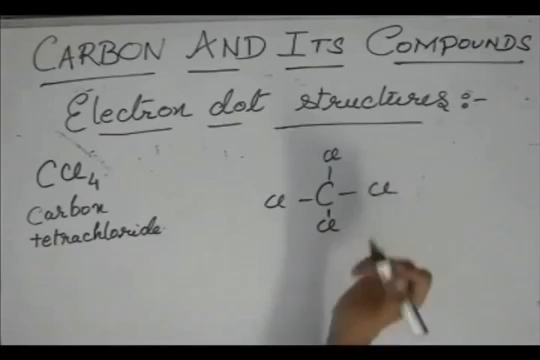 CARBON AND ITS COMPOUNDS
Electron dot structures :-
CCl4
Carbon
tetrachloride
Cl
Cl - C - Cl
Cl